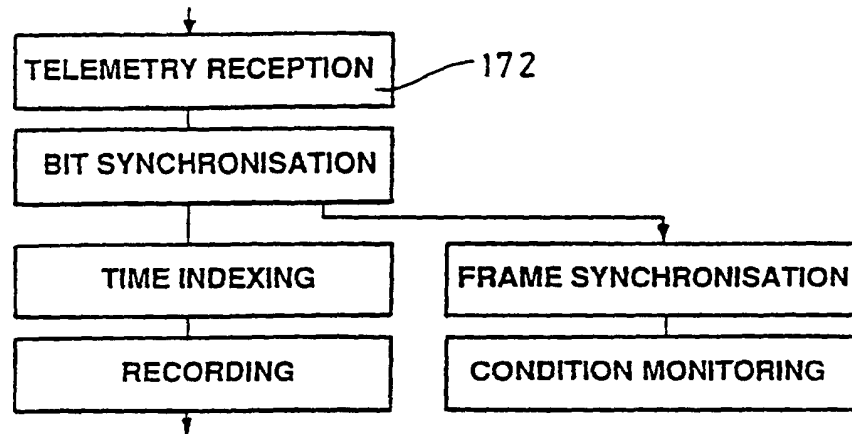 TELEMETRY RECEPTION
172
BIT SYNCHRONISATION
TIME INDEXING
FRAME SYNCHRONISATION
RECORDING
CONDITION MONITORING